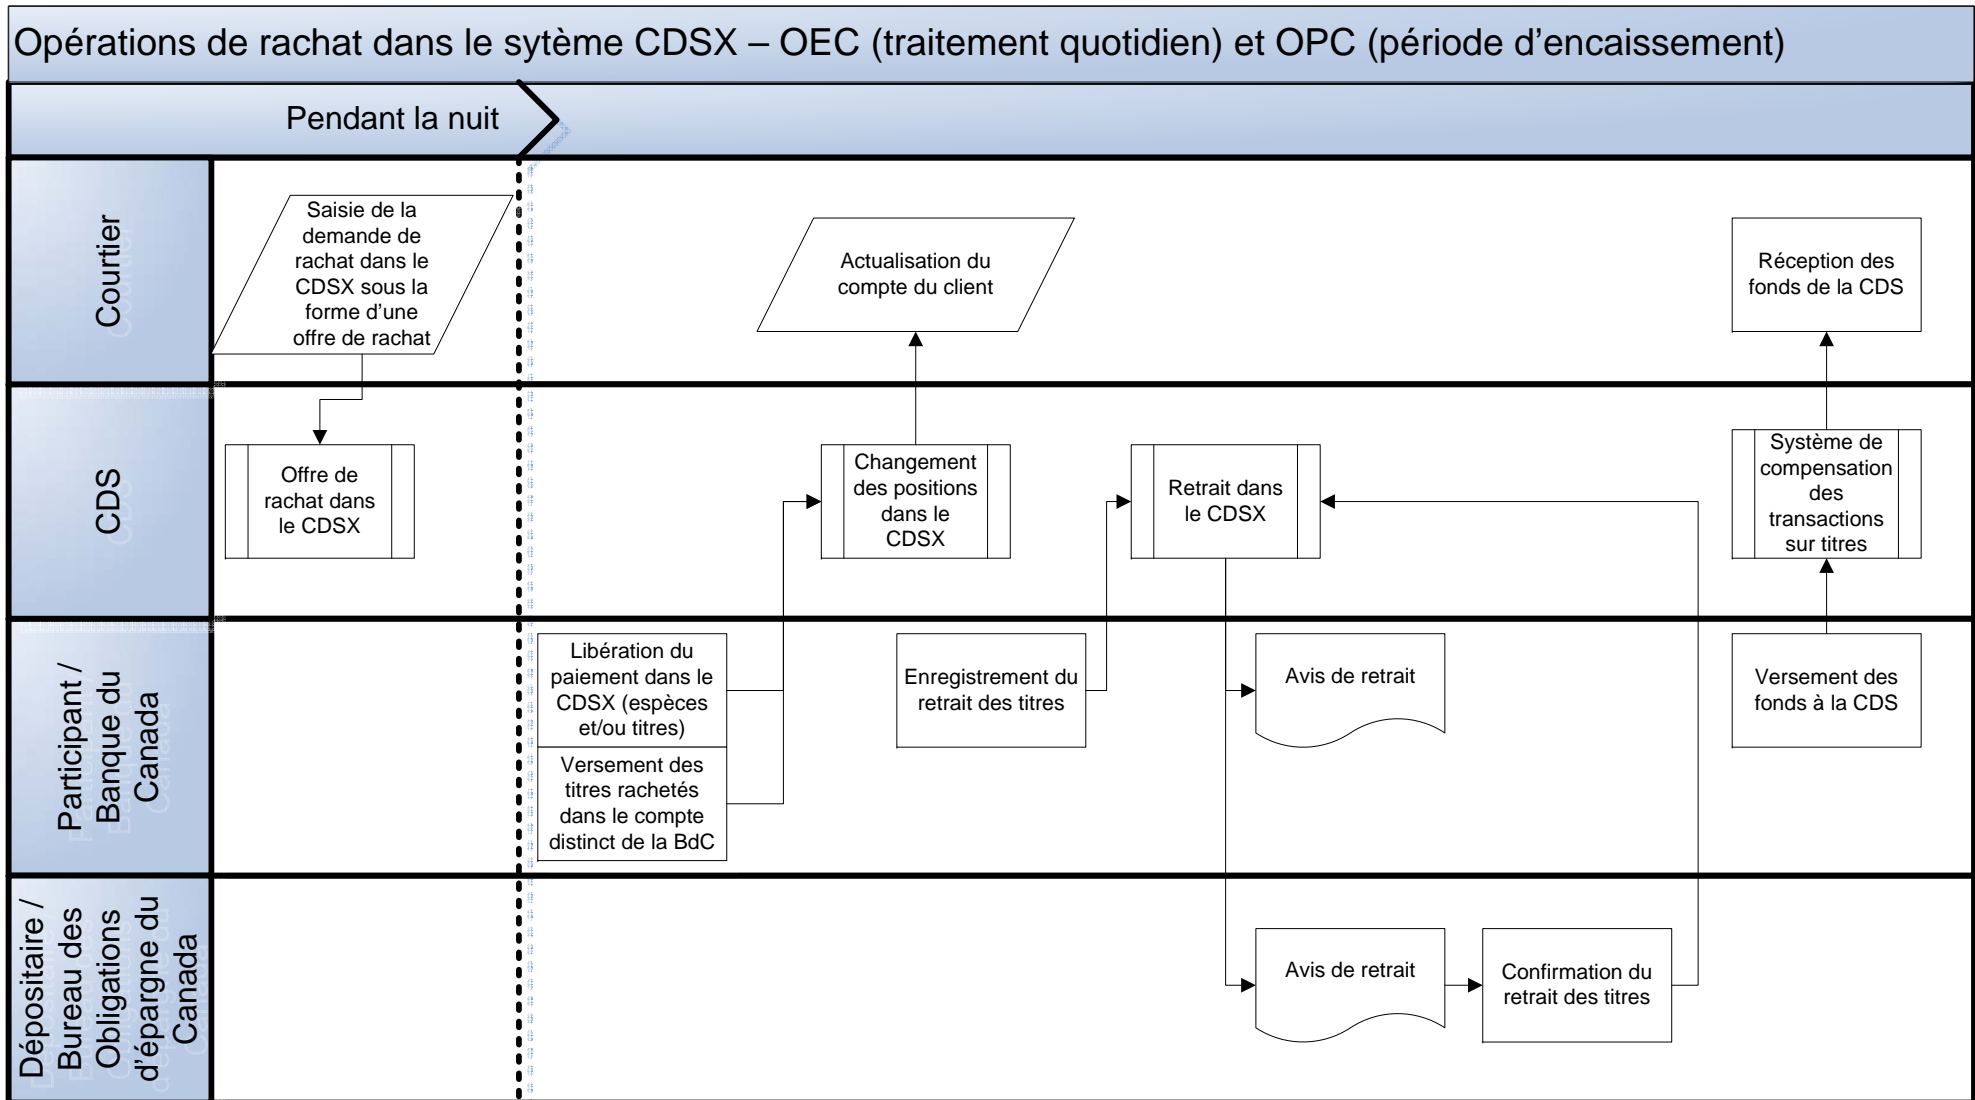 Opérations de rachat dans le sytème CDSX – OEC (traitement quotidien) et OPC (période d'encaissement)
Pendant la nuit
Courtier
Saisie de la
demande de
rachat dans le
CDSX sous la
forme d'une
offre de rachat
Actualisation du
compte du client
Réception des
fonds de la CDS
CDS
Offre de
rachat dans
le CDSX
Changement
des positions
dans le
CDSX
Retrait dans
le CDSX
Système de
compensation
des
transactions
sur titres
Participant /
Banque du
Canada
Libération du
paiement dans le
CDSX (espèces
et/ou titres)
Versement des
titres rachetés
dans le compte
distinct de la BdC
Enregistrement du
retrait des titres
Avis de retrait
Versement des
fonds à la CDS
Dépositaire /
Bureau des
Obligations
d'épargne du
Canada
Avis de retrait
Confirmation du
retrait des titres